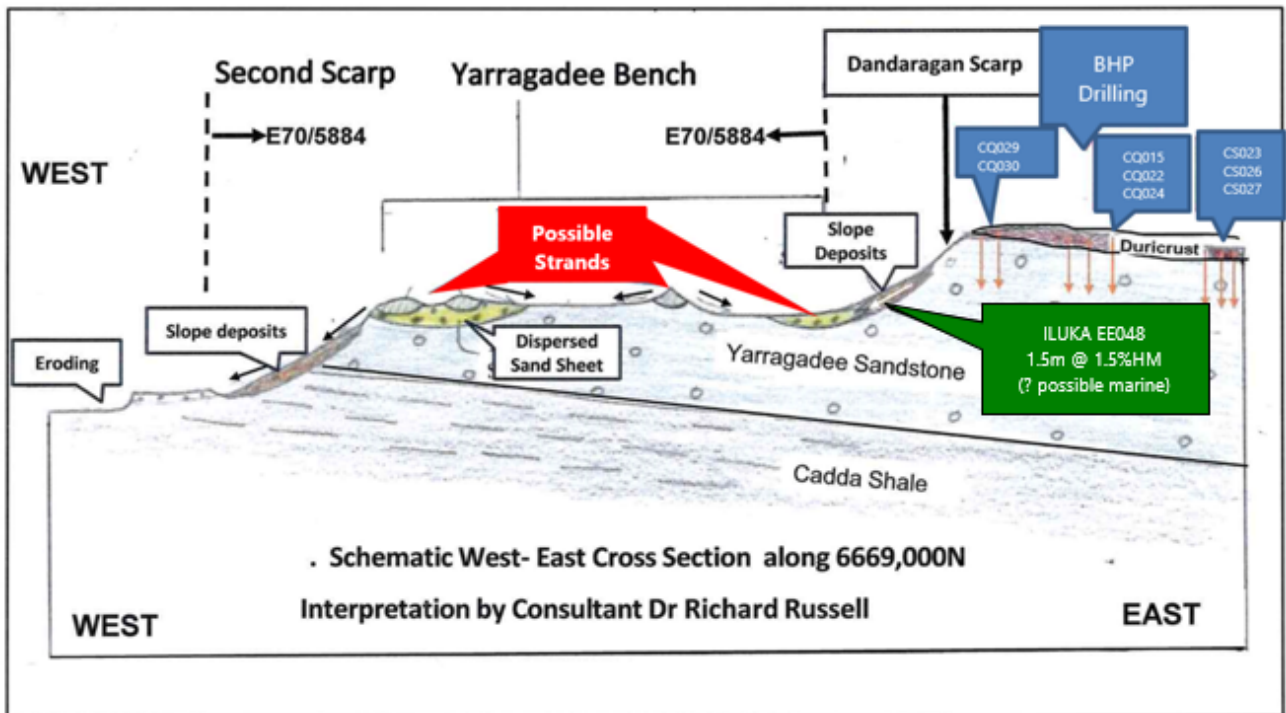 Second Scarp
Yarragadee Bench
Dandaragan Scarp
BHP
Drilling
E70/5884
E70/5884
CQ029
CQ030
CQ015
CQ022
CQ024
CS023
CS026
CS027
WEST
Possible
Strands
Slope
Deposits
Duricrust
Slope deposits
Eroding
Dispersed
Sand Sheet
Yarragadee Sandstone
ILUKA EE048
1.5m @ 1.5%HM
(? possible marine)
Cadda Shale
. Schematic West- East Cross Section along 6669,000N
Interpretation by Consultant Dr Richard Russell
WEST
EAST